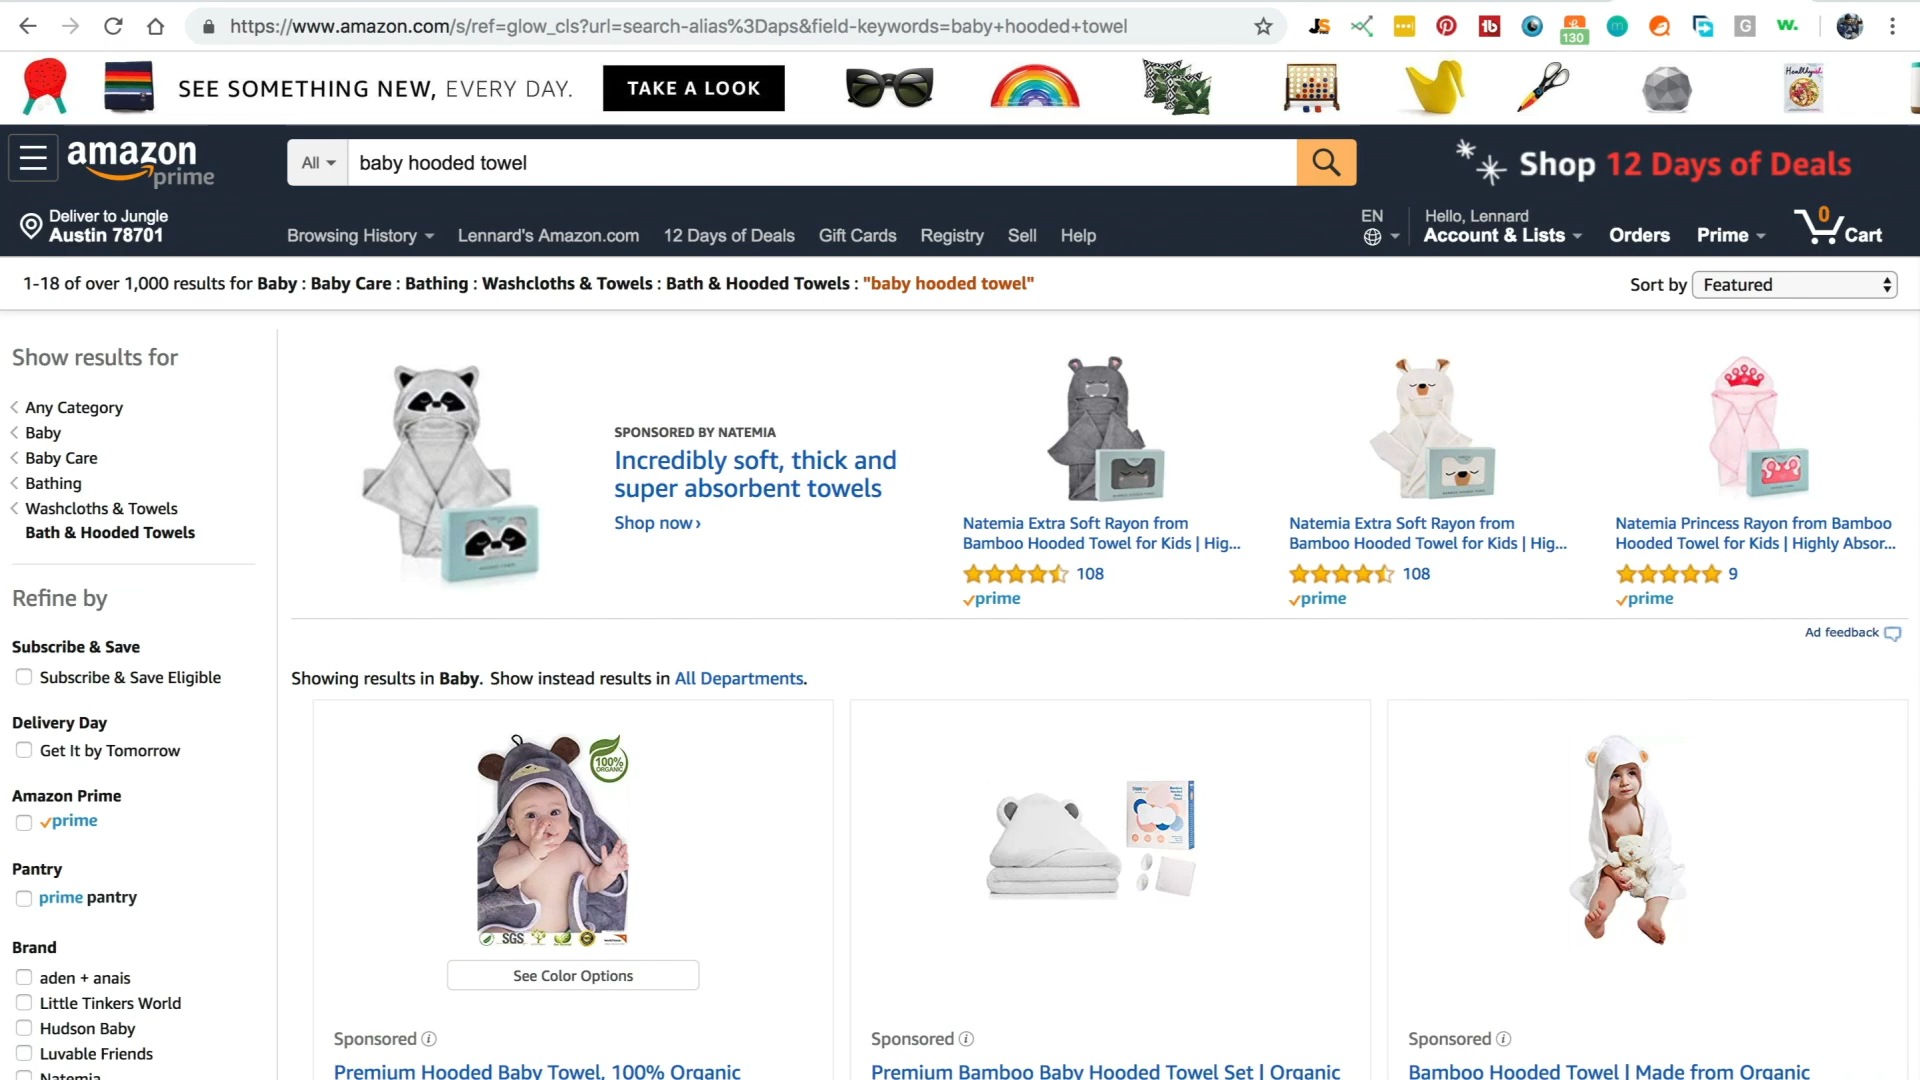 https://www.amazon.com/s/ref=glow_cls?url=search-alias%3Daps&field-keywords=baby+hooded+towel
JS
tb
130
m
G
w.
SEE SOMETHING NEW, EVERY DAY.
TAKE A LOOK
amazon
prime
All
baby hooded towel
Shop 12 Days of Deals
Deliver to Jungle
Austin 78701
Browsing History
Lennard's Amazon.com
12 Days of Deals
Gift Cards
Registry
Sell
Help
EN
Hello, Lennard
Account & Lists
Orders
Prime
0
Cart
1-18 of over 1,000 results for Baby : Baby Care : Bathing : Washcloths & Towels : Bath & Hooded Towels : "baby hooded towel"
Sort by Featured
Show results for
Any Category
Baby
Baby Care
Bathing
Washcloths & Towels
Bath & Hooded Towels
Refine by
Subscribe & Save
Subscribe & Save Eligible
Delivery Day
Get It by Tomorrow
Amazon Prime
prime
Pantry
prime pantry
Brand
aden + anais
Little Tinkers World
Hudson Baby
Luvable Friends
Natemia
SPONSORED BY NATEMIA
Incredibly soft, thick and
super absorbent towels
Shop now ›
Natemia Extra Soft Rayon from
Bamboo Hooded Towel for Kids | Hig...
108
prime
Natemia Extra Soft Rayon from
Bamboo Hooded Towel for Kids | Hig...
108
prime
Natemia Princess Rayon from Bamboo
Hooded Towel for Kids | Highly Absor...
9
prime
Ad feedback
Showing results in Baby. Show instead results in All Departments.
100%
ORGANIC
SGS
See Color Options
Sponsored
Premium Hooded Baby Towel, 100% Organic
Sponsored
Premium Bamboo Baby Hooded Towel Set | Organic
Sponsored
Bamboo Hooded Towel | Made from Organic